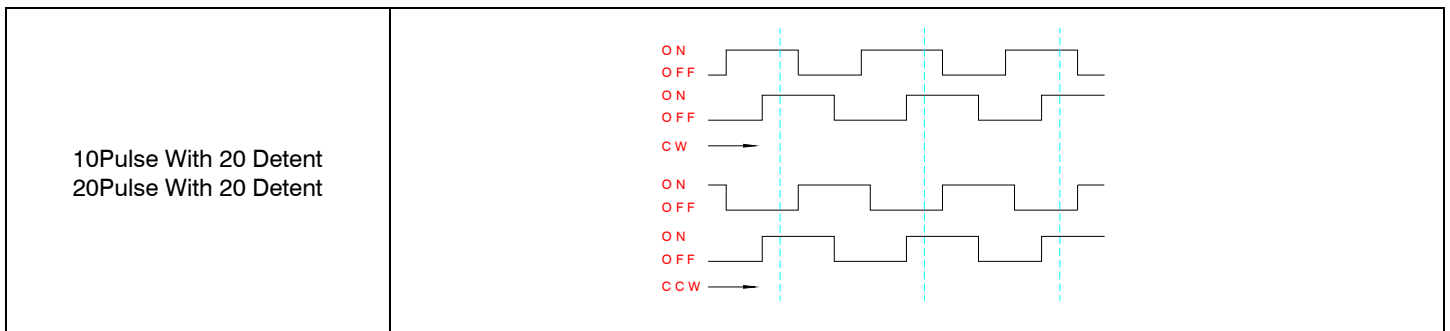 10Pulse With 20 Detent
20Pulse With 20 Detent
ON
OFF
ON
OFF
CW
ON
OFF
ON
OFF
CCW